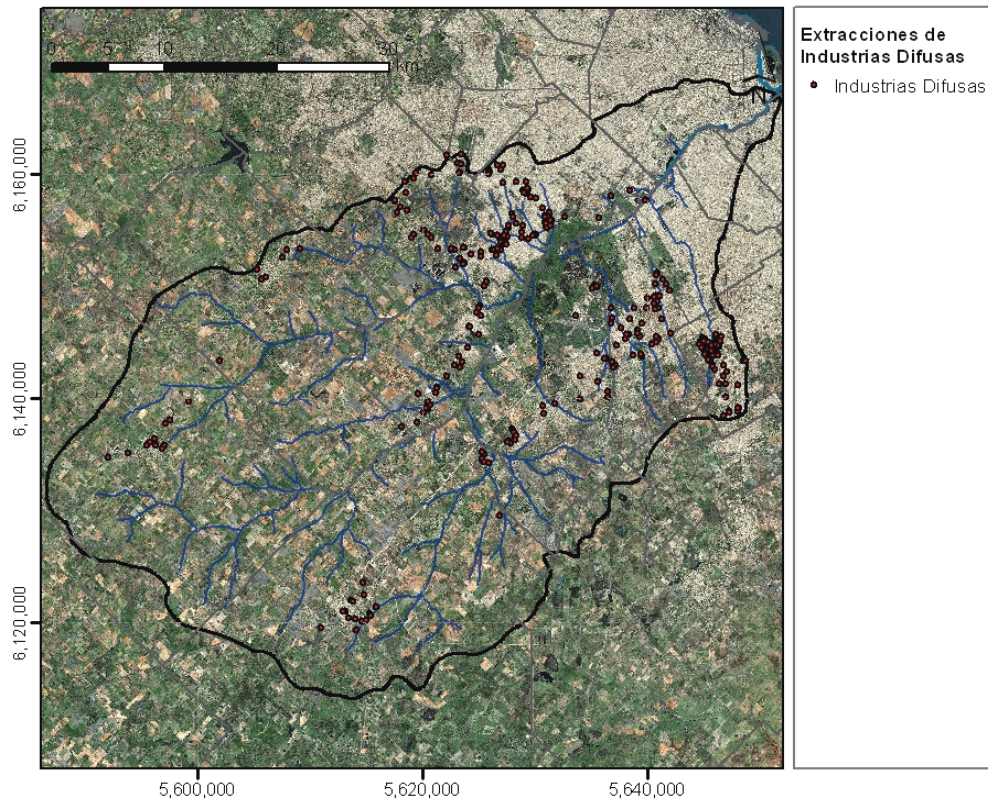 Extracciones de
Industrias Difusas
Industrias Difusas
0 5 10 20 30
km
N
6,160,000
6,140,000
6,120,000
5,600,000
5,620,000
5,640,000